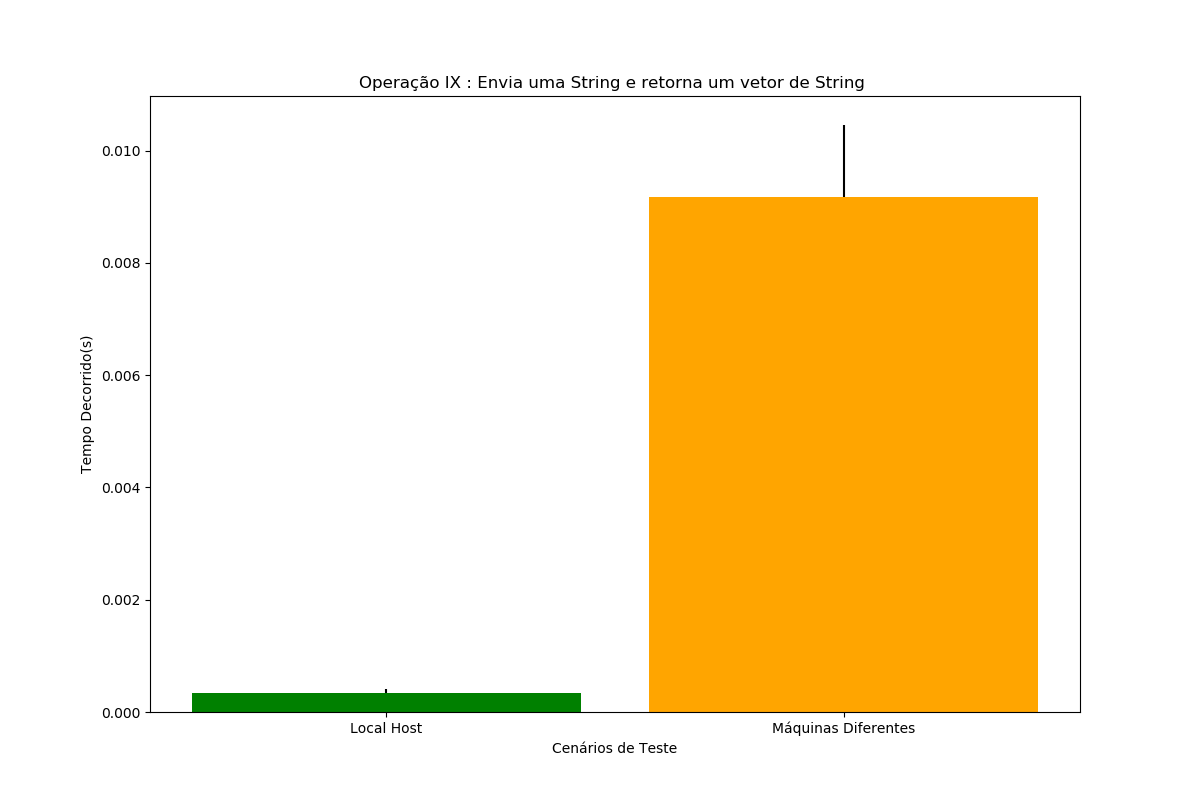 Operação IX : Envia uma String e retorna um vetor de String
0.010
0.008
0.006
0.004
0.002
0.000
Tempo Decorrido(s)
Local Host
Máquinas Diferentes
Cenários de Teste